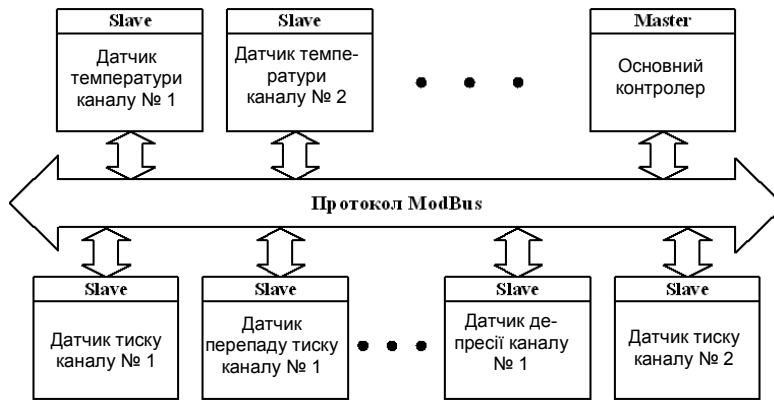 Slave
Датчик
температури
каналу № 1
Slave
Датчик темпе-
ратури
каналу № 2
Master
Основний
контролер
Протокол ModBus
Slave
Датчик тиску
каналу № 1
Slave
Датчик
перепаду тиску
каналу № 1
Slave
Датчик де-
пресії каналу
№ 1
Slave
Датчик тиску
каналу № 2